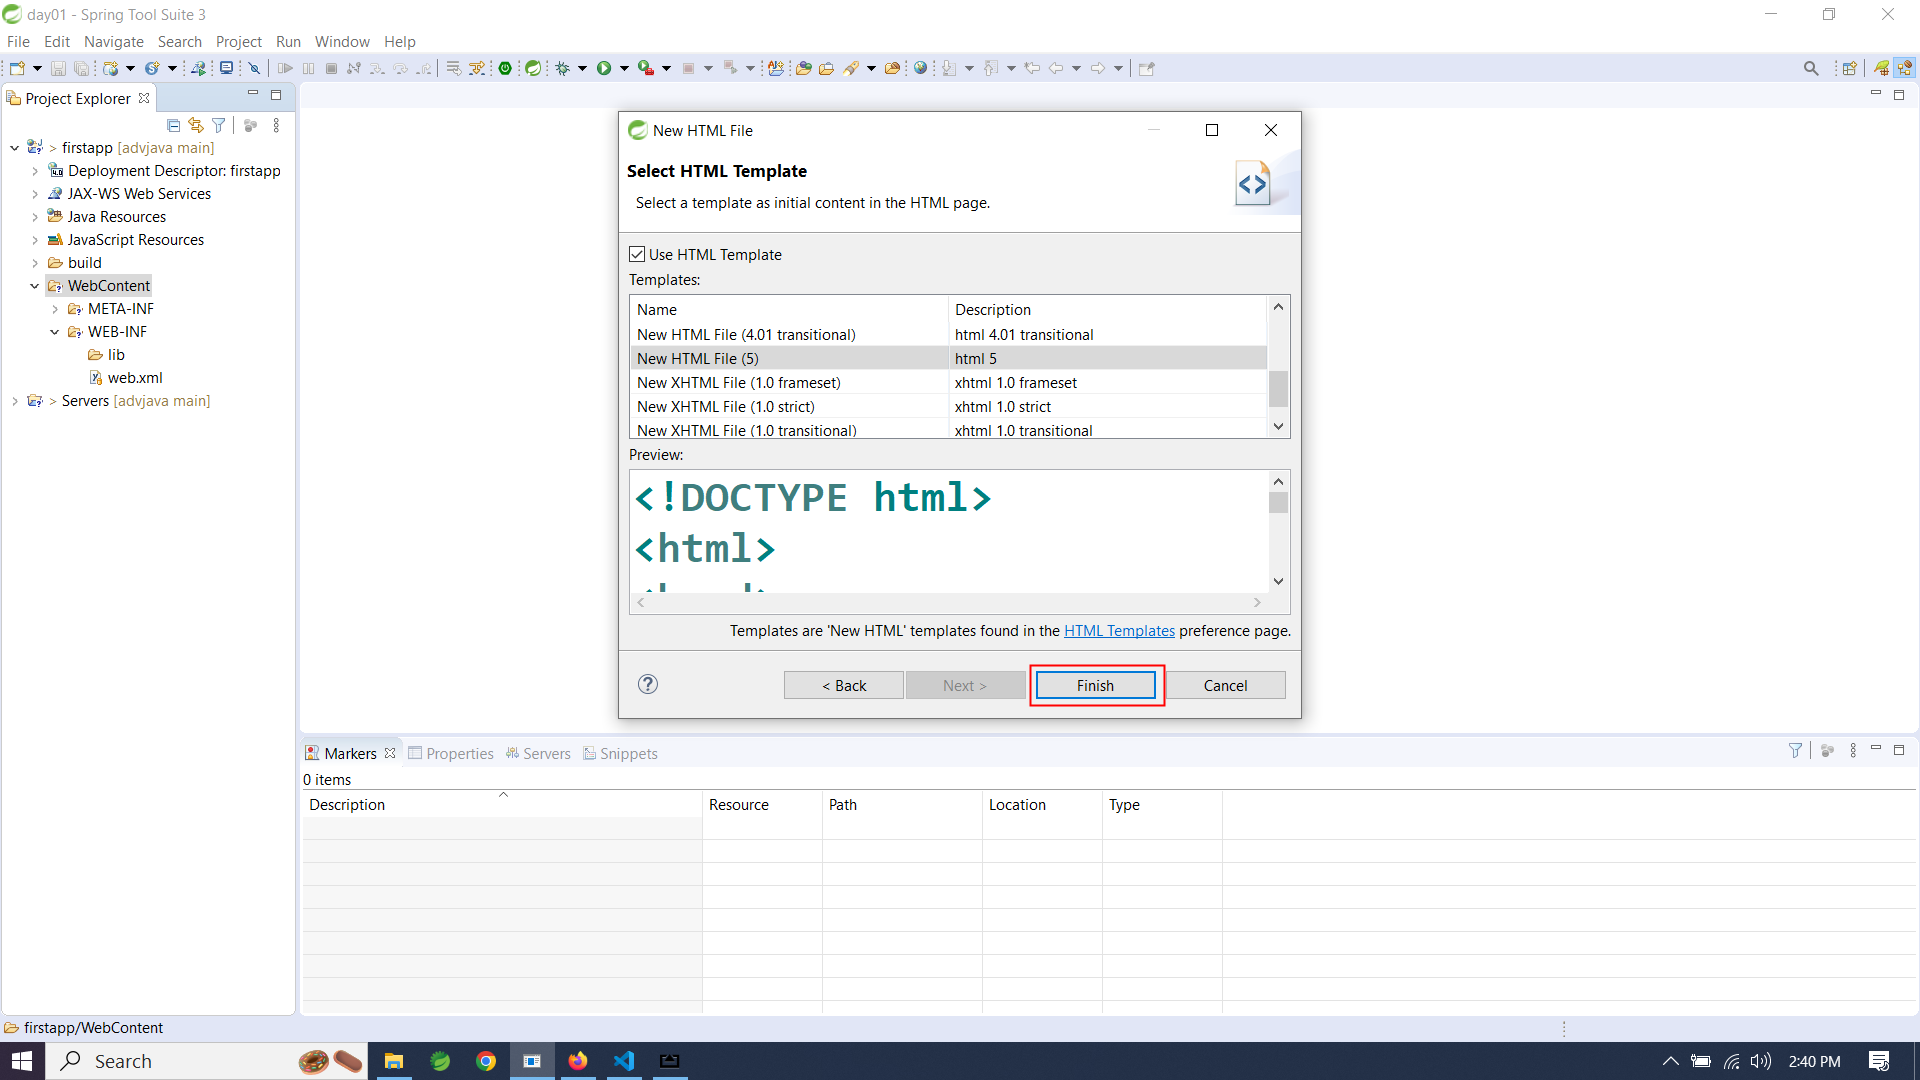 day01 - Spring Tool Suite 3
File Edit Navigate Search Project Run Window Help
Project Explorer
> firstapp [advjava main]
Deployment Descriptor: firstapp
JAX-WS Web Services
Java Resources
JavaScript Resources
build
WebContent
META-INF
WEB-INF
lib
web.xml
> Servers [advjava main]
New HTML File
Select HTML Template
Select a template as initial content in the HTML page.
Use HTML Template
Templates:
Name Description
New HTML File (4.01 transitional) html 4.01 transitional
New HTML File (5) html 5
New XHTML File (1.0 frameset) xhtml 1.0 frameset
New XHTML File (1.0 strict) xhtml 1.0 strict
New XHTML File (1.0 transitional) xhtml 1.0 transitional
Preview:
<!DOCTYPE html>
<html>
Templates are 'New HTML' templates found in the HTML Templates preference page.
< Back Next > Finish Cancel
Markers Properties Servers Snippets
0 items
Description Resource Path Location Type
firstapp/WebContent
Search
2:40 PM